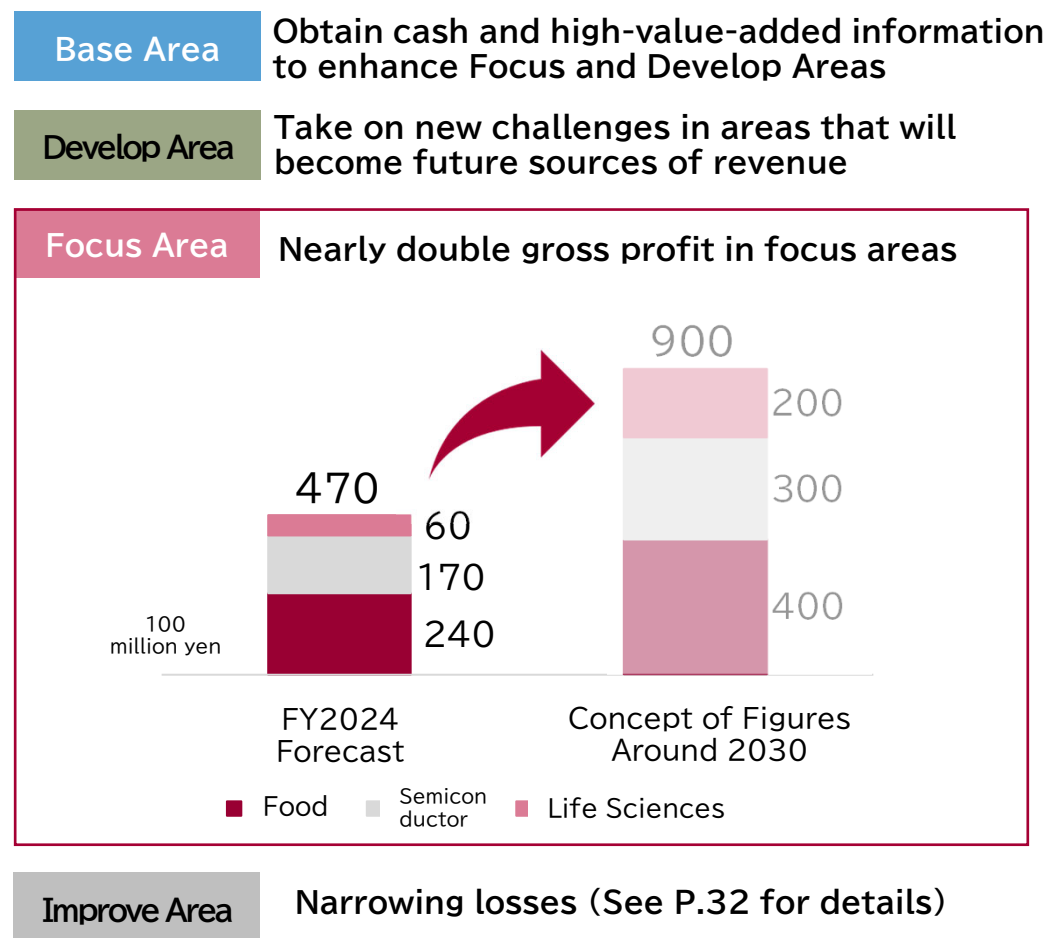 Base Area
Obtain cash and high-value-added information
to enhance Focus and Develop Areas
Develop Area
Take on new challenges in areas that will
become future sources of revenue
Focus Area
Nearly double gross profit in focus areas
900
200
300
400
470
60
170
240
100
million yen
FY2024
Forecast
Concept of Figures
Around 2030
Food
Semicon
ductor
Life Sciences
Improve Area
Narrowing losses (See P.32 for details)